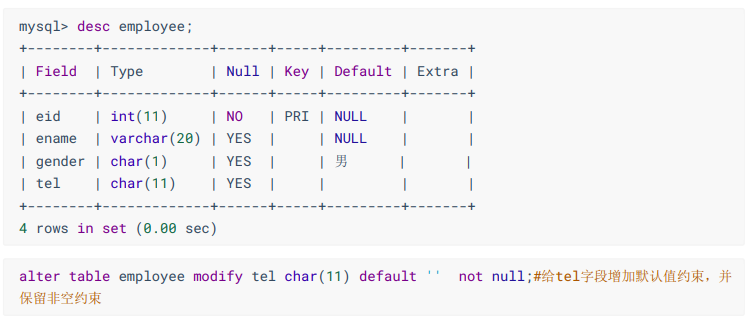 mysql> desc employee;
+--------+-------------+------+-----+---------+-------+
| Field  | Type        | Null | Key | Default | Extra |
+--------+-------------+------+-----+---------+-------+
| eid    | int(11)     | NO   | PRI | NULL    |       |
| ename  | varchar(20) | YES  |     | NULL    |       |
| gender | char(1)     | YES  |     | 男      |       |
| tel    | char(11)    | YES  |     |         |       |
+--------+-------------+------+-----+---------+-------+
4 rows in set (0.00 sec)
alter table employee modify tel char(11) default ''  not null;#给tel字段增加默认值约束，并
保留非空约束